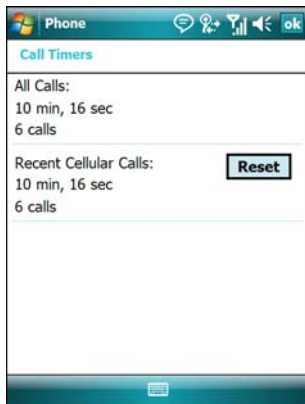 Phone
ok
Call Timers
All Calls:
10 min, 16 sec
6 calls
Recent Cellular Calls:
Reset
10 min, 16 sec
6 calls